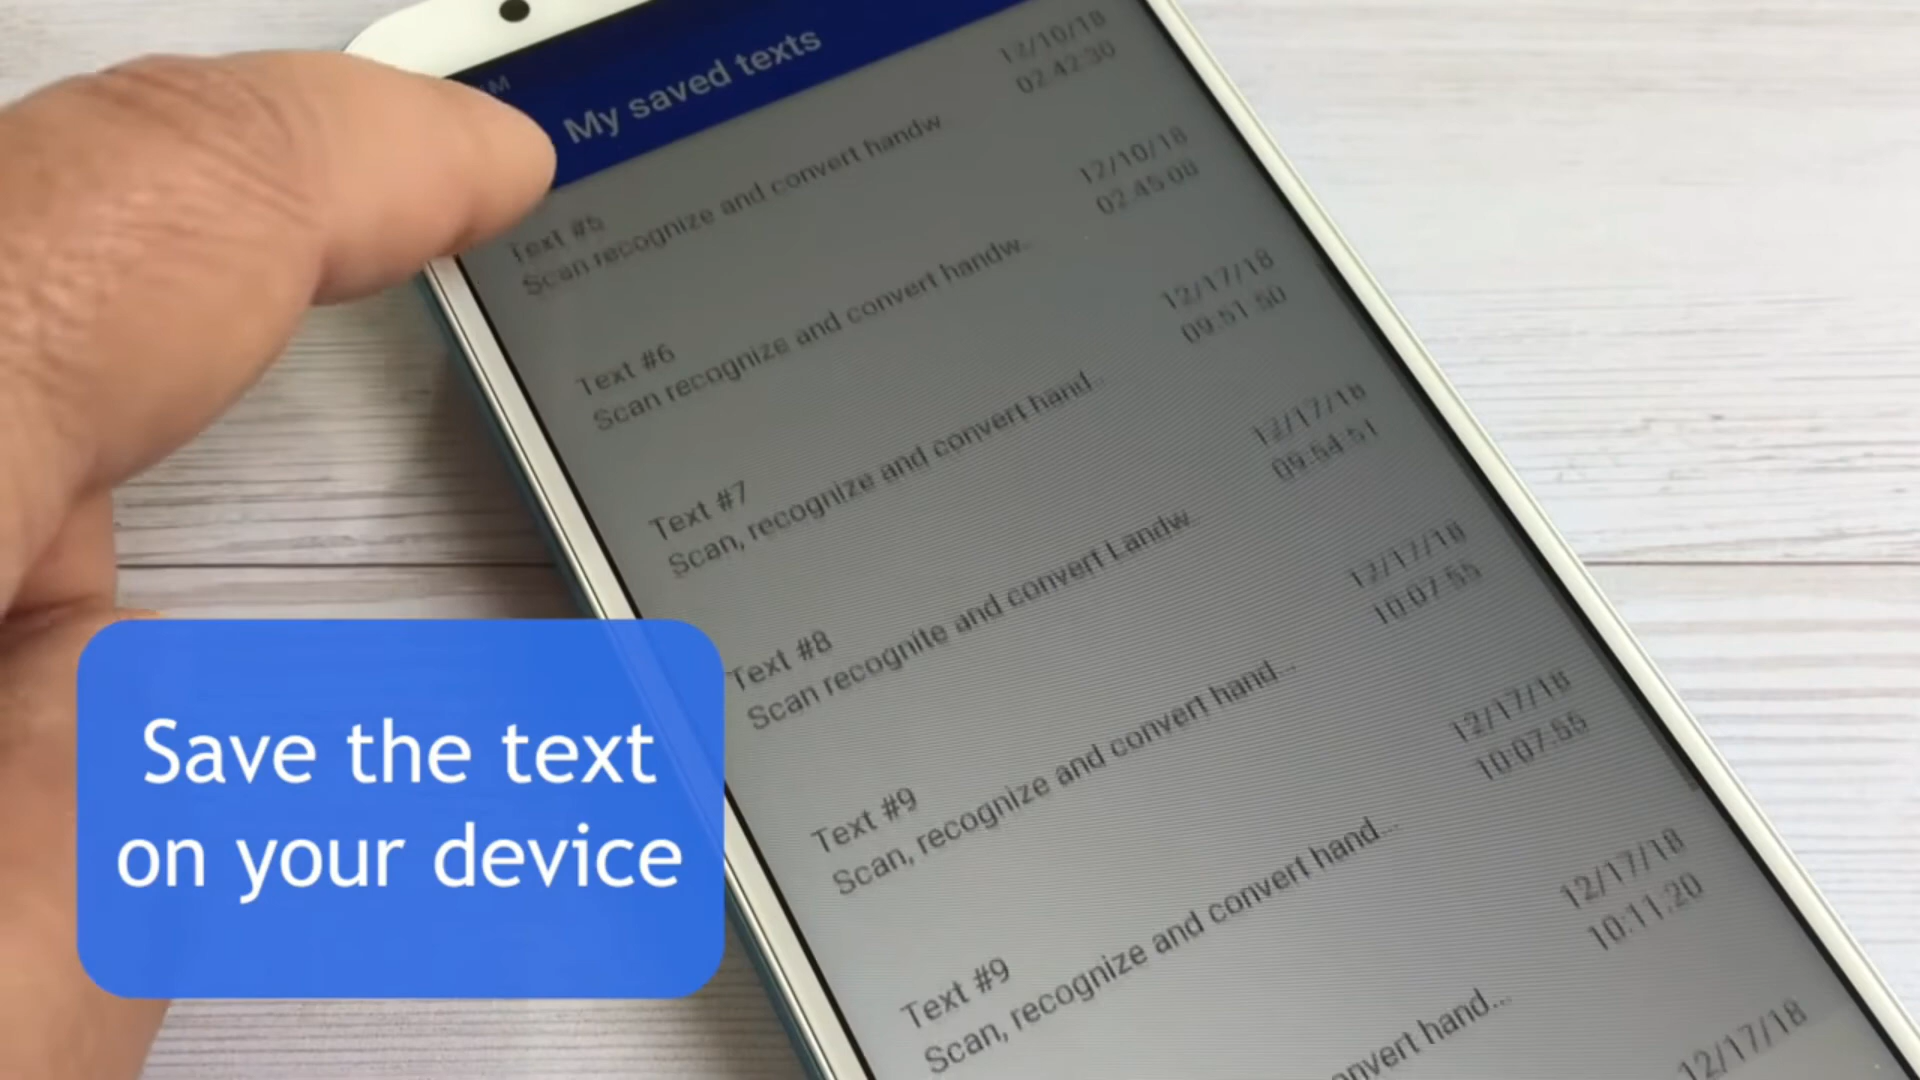 My saved texts
12/10/18
02:42:30
Text #5
Scan recognize and convert handw...
12/10/18
02:45:08
Text #6
Scan recognize and convert handw...
12/17/18
09:51:50
Text #7
Scan, recognize and convert hand...
12/17/18
09:54:51
Text #8
Scan recognite and convert Landw...
12/17/18
10:07:55
Text #9
Scan, recognize and convert hand...
12/17/18
10:07:55
Text #9
Scan, recognize and convert hand...
12/17/18
10:11:20
convert hand...
12/17/18
Save the text
on your device